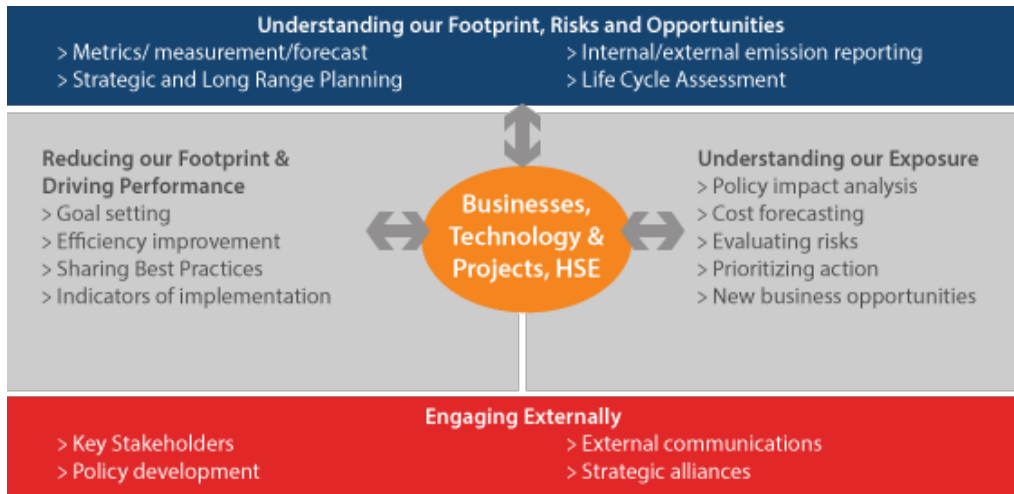 Understanding our Footprint, Risks and Opportunities
> Metrics/ measurement/forecast
> Strategic and Long Range Planning
> Internal/external emission reporting
> Life Cycle Assessment
Reducing our Footprint &
Driving Performance
> Goal setting
> Efficiency improvement
> Sharing Best Practices
> Indicators of implementation
Businesses,
Technology &
Projects, HSE
Understanding our Exposure
> Policy impact analysis
> Cost forecasting
> Evaluating risks
> Prioritizing action
> New business opportunities
Engaging Externally
> Key Stakeholders
> Policy development
> External communications
> Strategic alliances